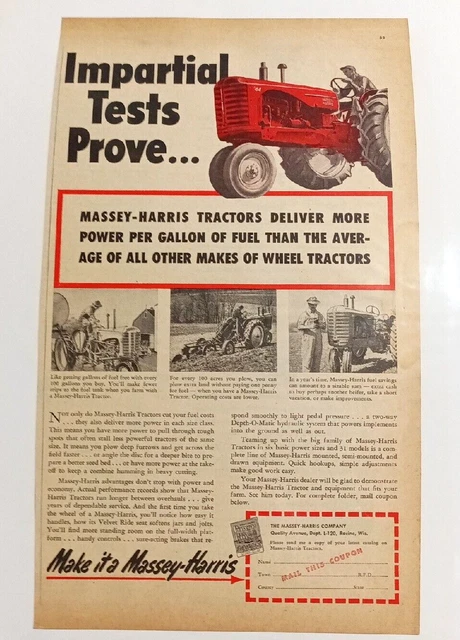 Impartial
Tests
Prove...
44
MASSEY-HARRIS TRACTORS DELIVER MORE
POWER PER GALLON OF FUEL THAN THE AVER-
AGE OF ALL OTHER MAKES OF WHEEL TRACTORS
Like getting gallons of fuel free with every
100 gallons you buy. You'll make fewer
stops at the fuel tank when you farm with
a Massey-Harris Tractor.
For every 100 acres you plow, you can
plow extra land without paying one penny
for fuel — when you own a Massey-Harris
Tractor. Operating costs are lower.
In a year's time, Massey-Harris fuel savings
can amount to a sizable sum — extra cash
to buy perhaps another heifer, take a short
vacation, or make improvements.
Not only do Massey-Harris Tractors cut your fuel costs
. . . they also deliver more power in each size class.
This means you have more power to pull through tough
spots that often stall less powerful tractors of the same
size. It means you plow deep furrows and get across the
field faster . . . or angle the disc for a deeper bite to pre-
pare a better seed bed . . . or have more power at the take-
off to keep a combine humming in heavy cutting.
Massey-Harris advantages don't stop with power and
economy. Actual performance records show that Massey-
Harris Tractors run longer between overhauls . . . give
years of dependable service. And the first time you take
the wheel of a Massey-Harris, you'll notice how easy it
handles, how its Velvet Ride seat softens jars and jolts.
You'll find more standing room on the full-width plat-
form . . . handy controls . . . sure-acting brakes that re-
spond smoothly to light pedal pressure . . . a two-way
Depth-O-Matic hydraulic system that powers implements
into the ground as well as out.
Teaming up with the big family of Massey-Harris
Tractors in six basic power sizes and 31 models is a com-
plete line of Massey-Harris mounted, semi-mounted, and
drawn equipment. Quick hookups, simple adjustments
make good work easy.
Your Massey-Harris dealer will be glad to demonstrate
the Massey-Harris Tractor and equipment that fits your
farm. See him today. For complete folder, mail coupon
below.
Make it a Massey-Harris
THE MASSEY-HARRIS COMPANY
Quality Avenue, Dept. L-120, Racine, Wis.
Please send me a copy of your latest catalog on
Massey-Harris Tractors.
Name
Town R.F.D.
County State
MAIL THIS COUPON